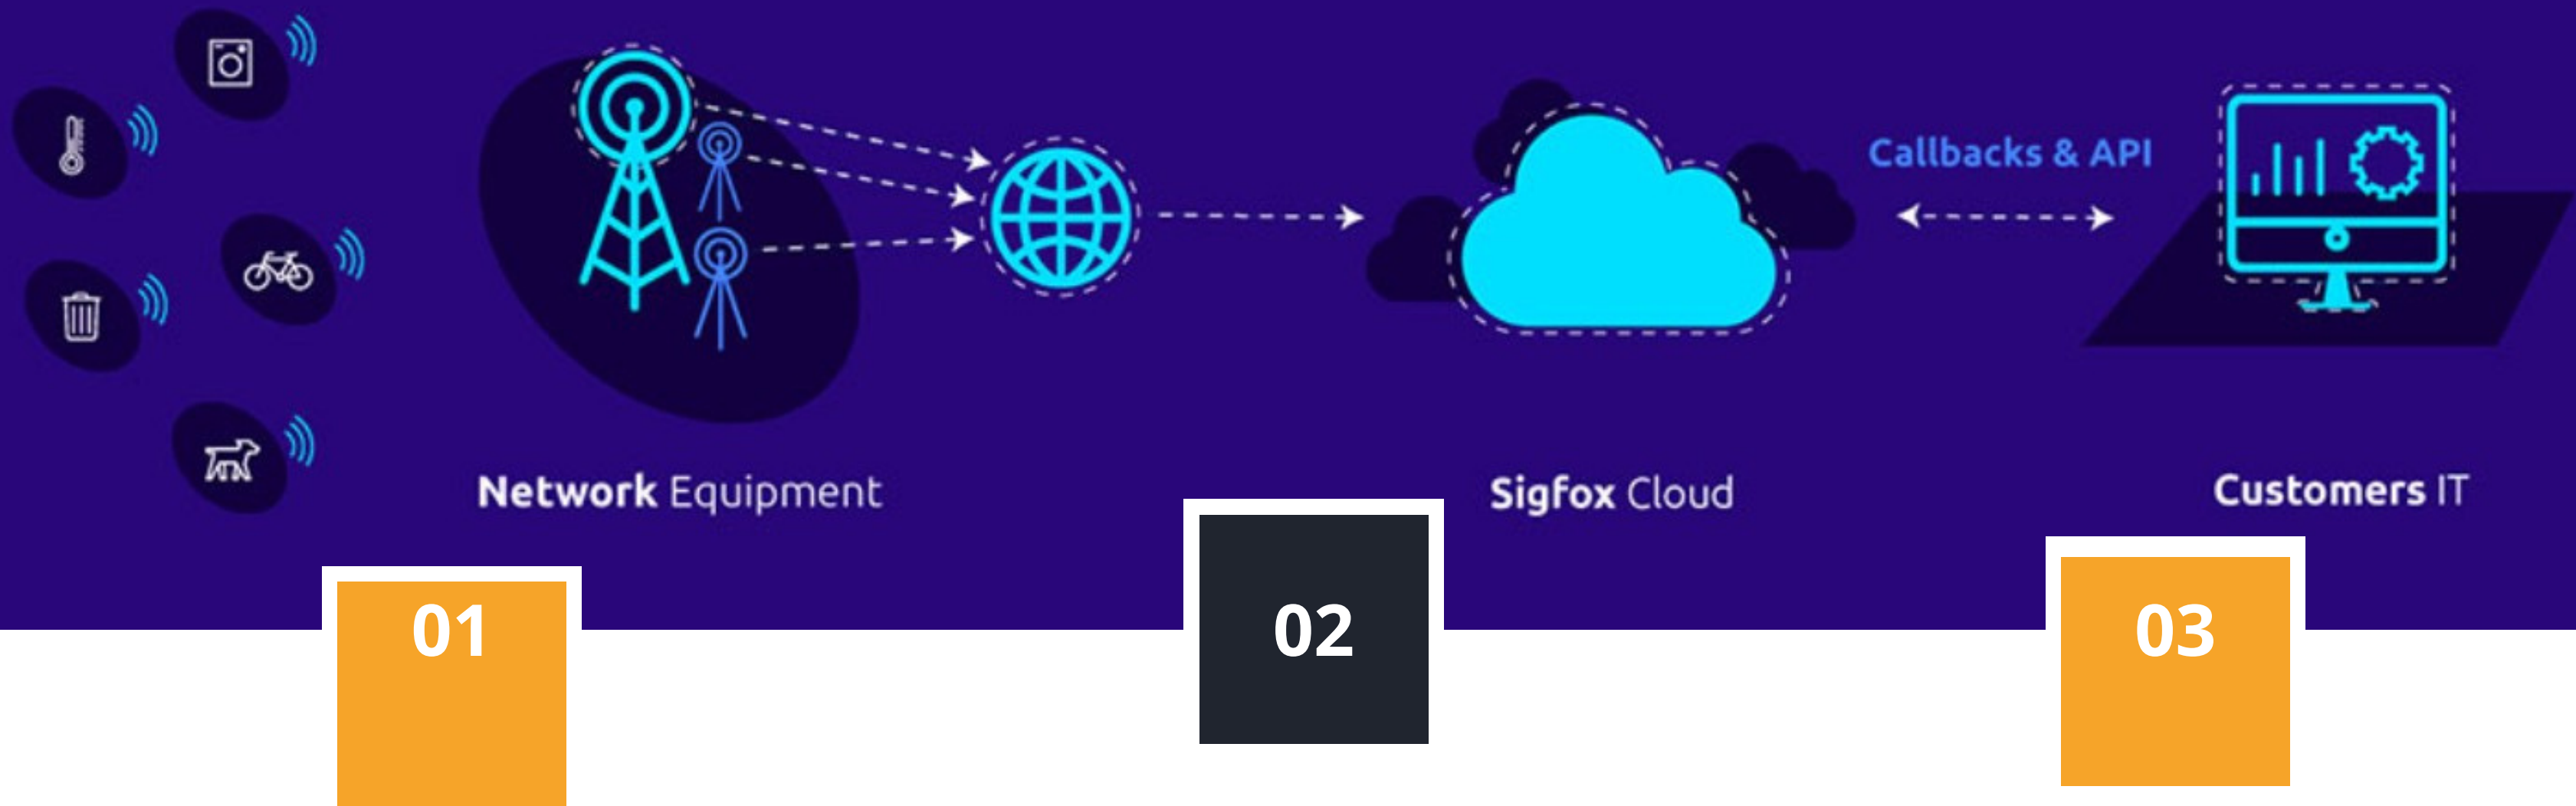 Callbacks & API
Network Equipment
Sigfox Cloud
Customers IT
01
02
03